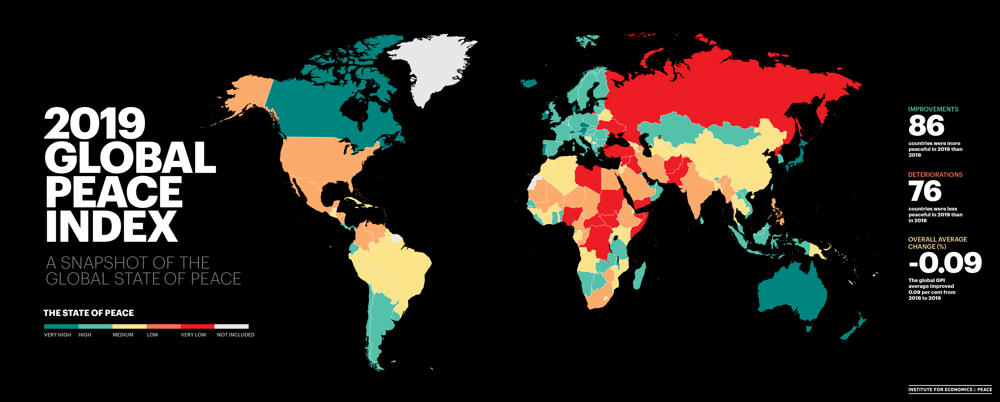 2019
GLOBAL
PEACE
INDEX
A SNAPSHOT OF THE
GLOBAL STATE OF PEACE
THE STATE OF PEACE
VERY HIGH HIGH MEDIUM LOW VERY LOW NOT INCLUDED
IMPROVEMENTS
86
countries were more
peaceful in 2019 than
2018
DETERIORATIONS
76
countries were less
peaceful in 2019 than
in 2018
OVERALL AVERAGE
CHANGE (%)
-0.09
The global GPI
average improved
0.09 per cent from
2018 to 2019
INSTITUTE FOR ECONOMICS & PEACE